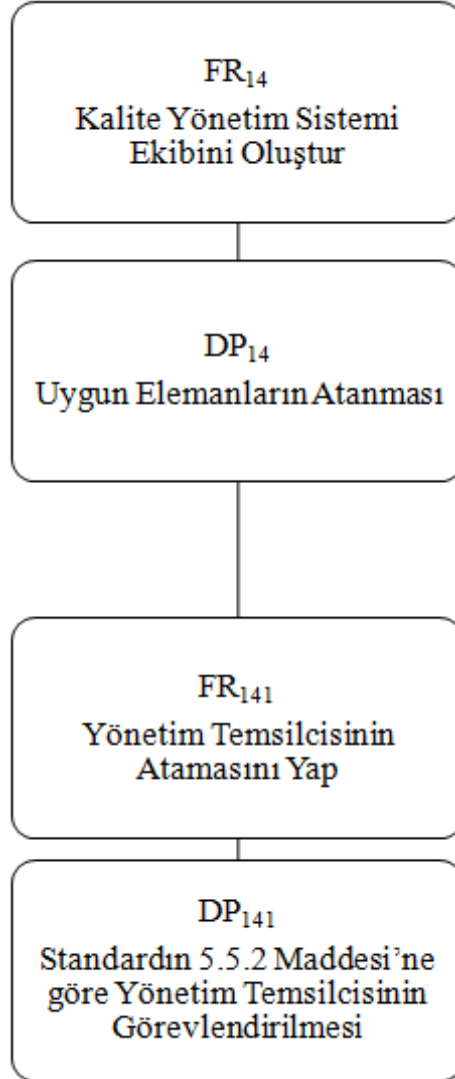 FR₁₄
Kalite Yönetim Sistemi
Ekibini Oluştur
DP₁₄
Uygun Elemanların Atanması
FR₁₄₁
Yönetim Temsilcisinin
Atamasını Yap
DP₁₄₁
Standardın 5.5.2 Maddesi’ne
göre Yönetim Temsilcisinin
Görevlendirilmesi